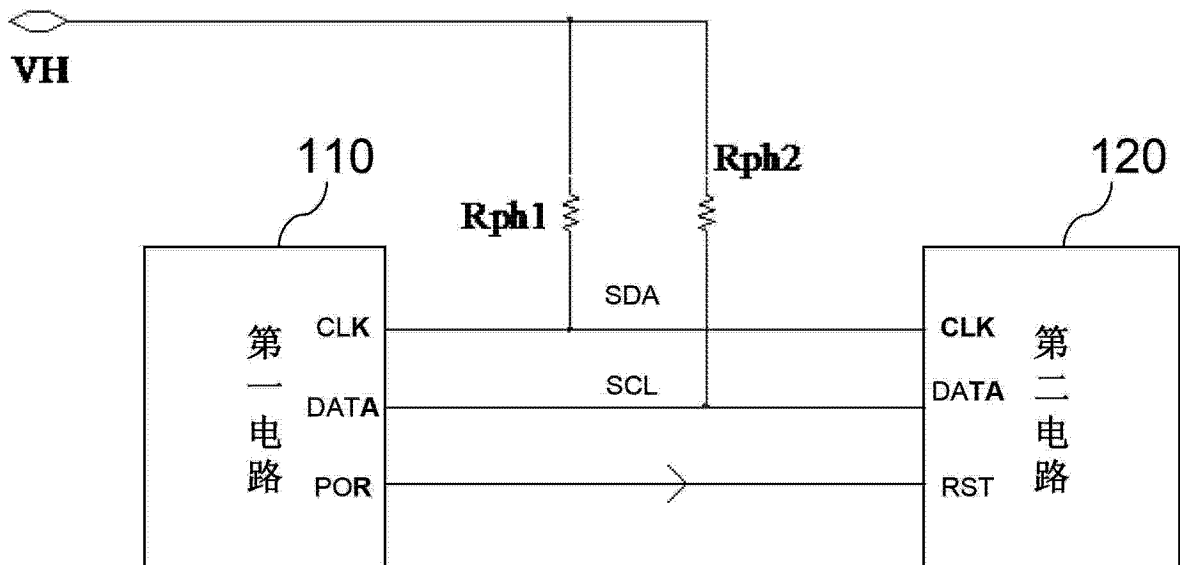 VH
110
120
Rph1
Rph2
SDA
SCL
第一电路
CLK
DATA
POR
第二电路
CLK
DATA
RST